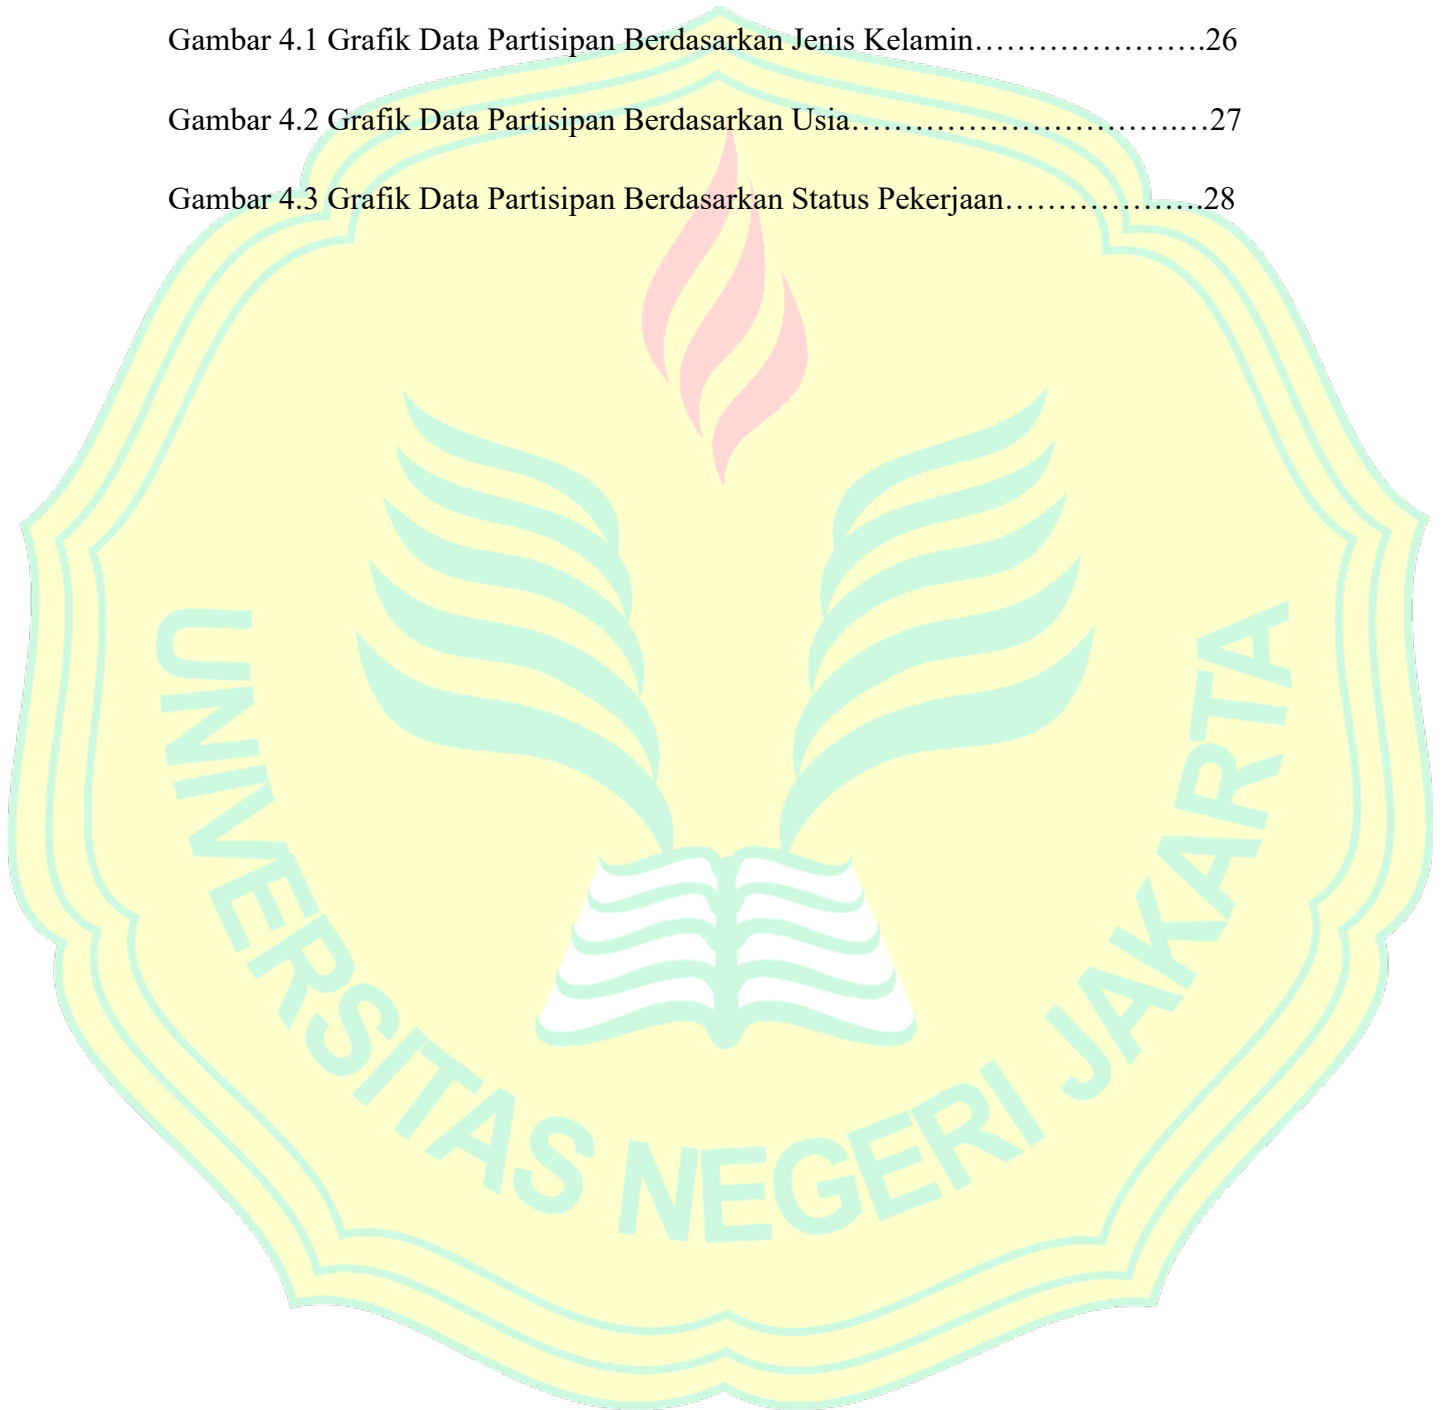 Gambar 4.1 Grafik Data Partisipan Berdasarkan Jenis Kelamin………………….26
Gambar 4.2 Grafik Data Partisipan Berdasarkan Usia………………………….…27
Gambar 4.3 Grafik Data Partisipan Berdasarkan Status Pekerjaan……………….28
UNIVERSITAS NEGERI JAKARTA